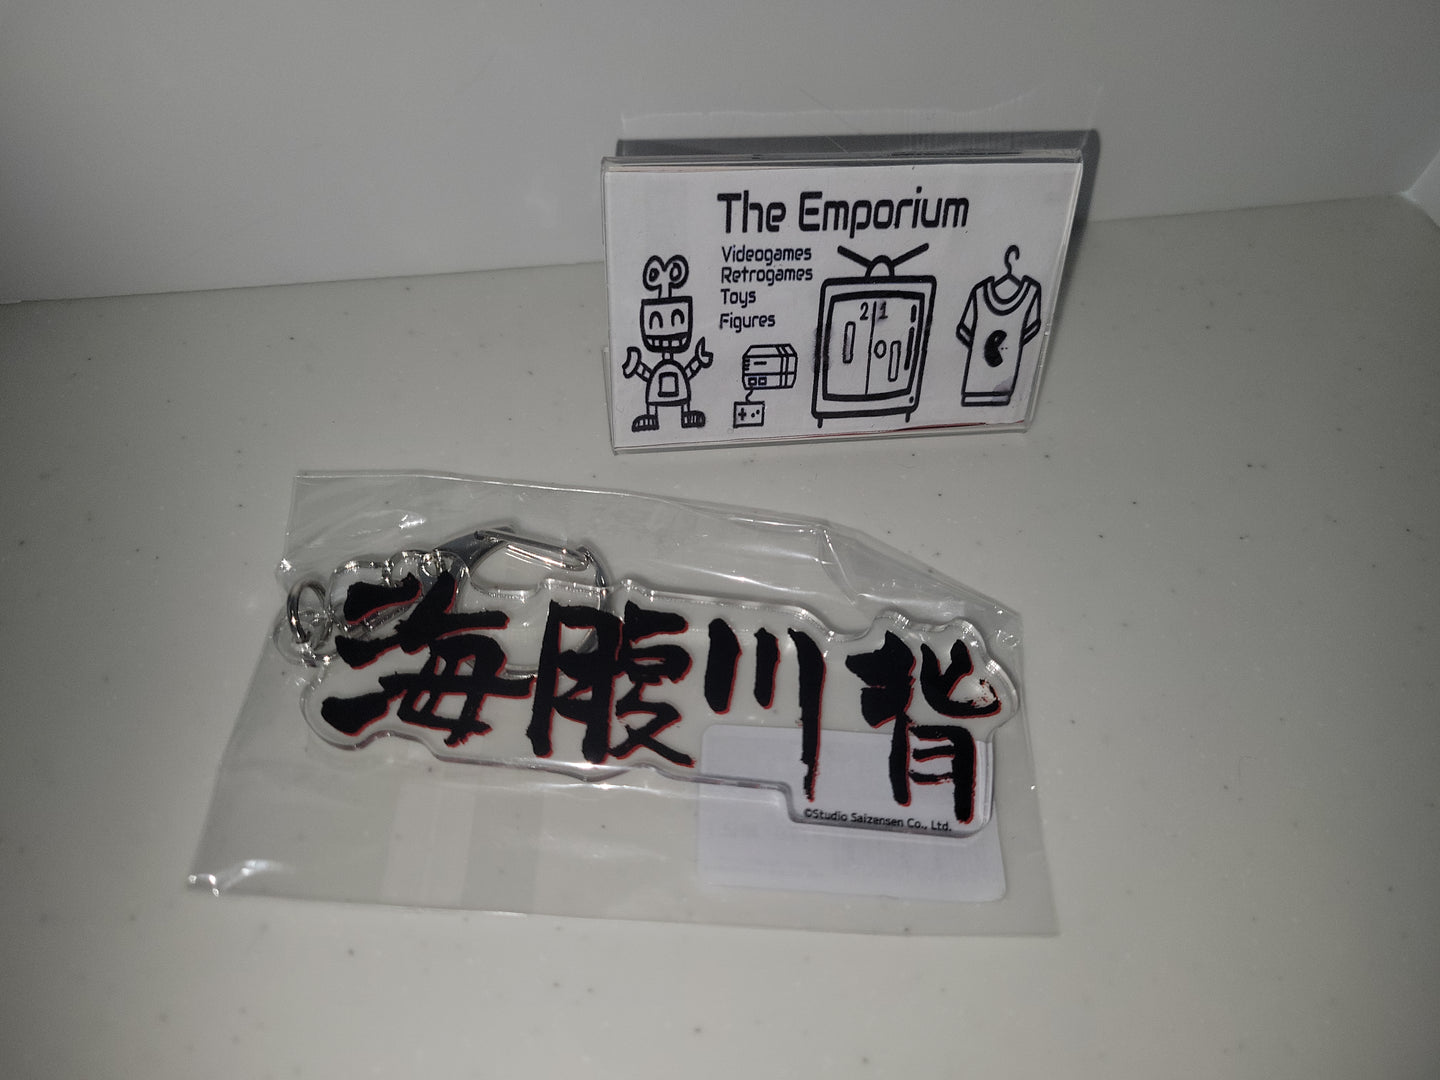 The Emporium
Videogames
Retrogames
Toys
Figures
2 1
海腹川背
©Studio Saizensen Co., Ltd.